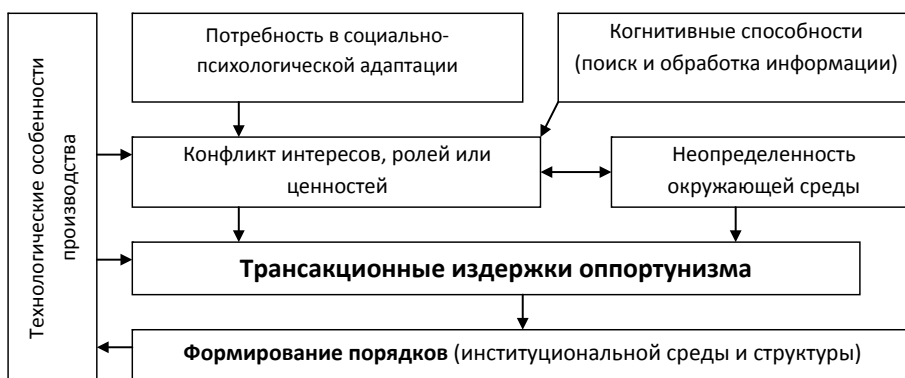 Технологические особенности
производства
Потребность в социально-
психологической адаптации
Когнитивные способности
(поиск и обработка информации)
Конфликт интересов, ролей или
ценностей
Неопределенность
окружающей среды
Трансакционные издержки оппортунизма
Формирование порядков (институциональной среды и структуры)